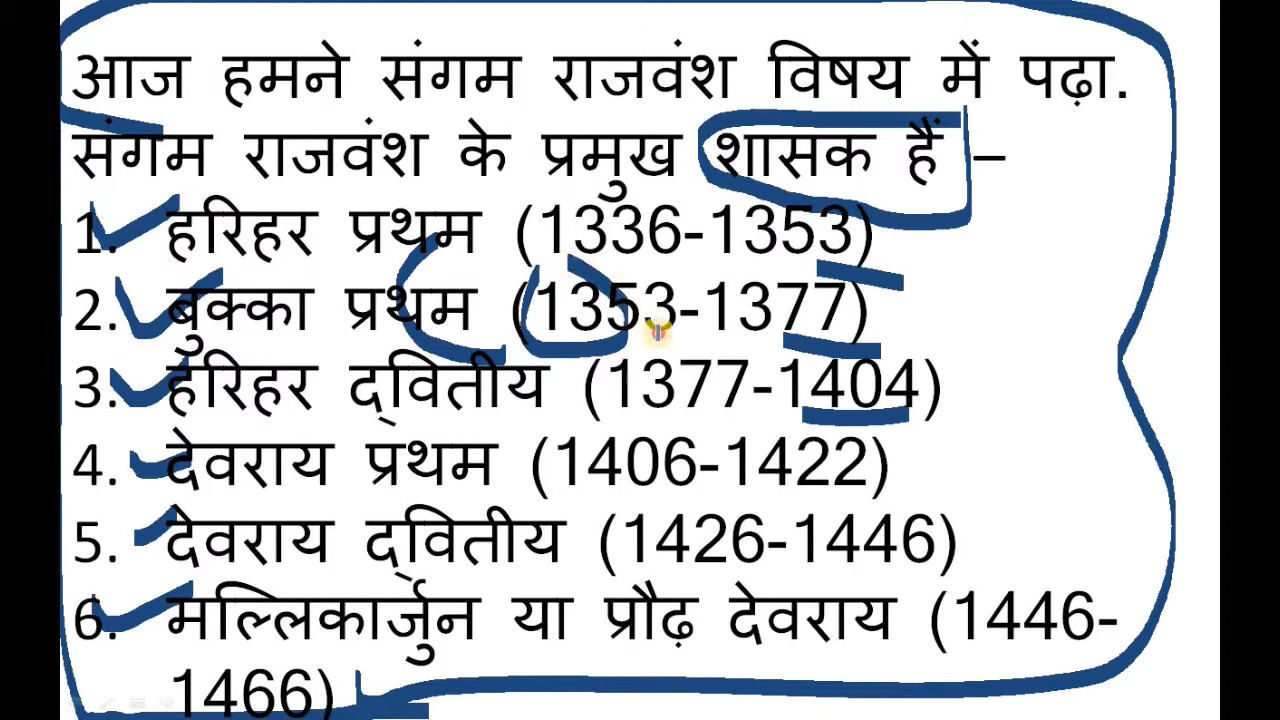 आज हमने संगम राजवंश विषय में पढ़ा.
संगम राजवंश के प्रमुख शासक हैं –
1. हरिहर प्रथम (1336-1353)
2. बुक्का प्रथम (1353-1377)
3. हरिहर द्वितीय (1377-1404)
4. देवराय प्रथम (1406-1422)
5. देवराय द्वितीय (1426-1446)
6. मल्लिकार्जुन या प्रौढ़ देवराय (1446-
1466)